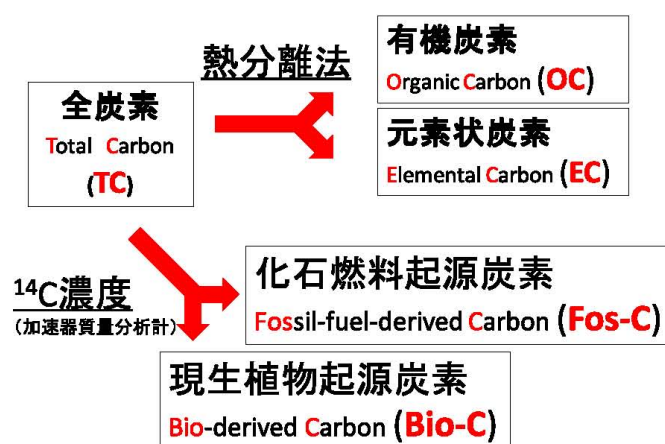 熱分離法
有機炭素
Organic Carbon (OC)
全炭素
Total Carbon
(TC)
元素状炭素
Elemental Carbon (EC)
14C濃度
(加速器質量分析計)
化石燃料起源炭素
Fossil-fuel-derived Carbon (Fos-C)
現生植物起源炭素
Bio-derived Carbon (Bio-C)